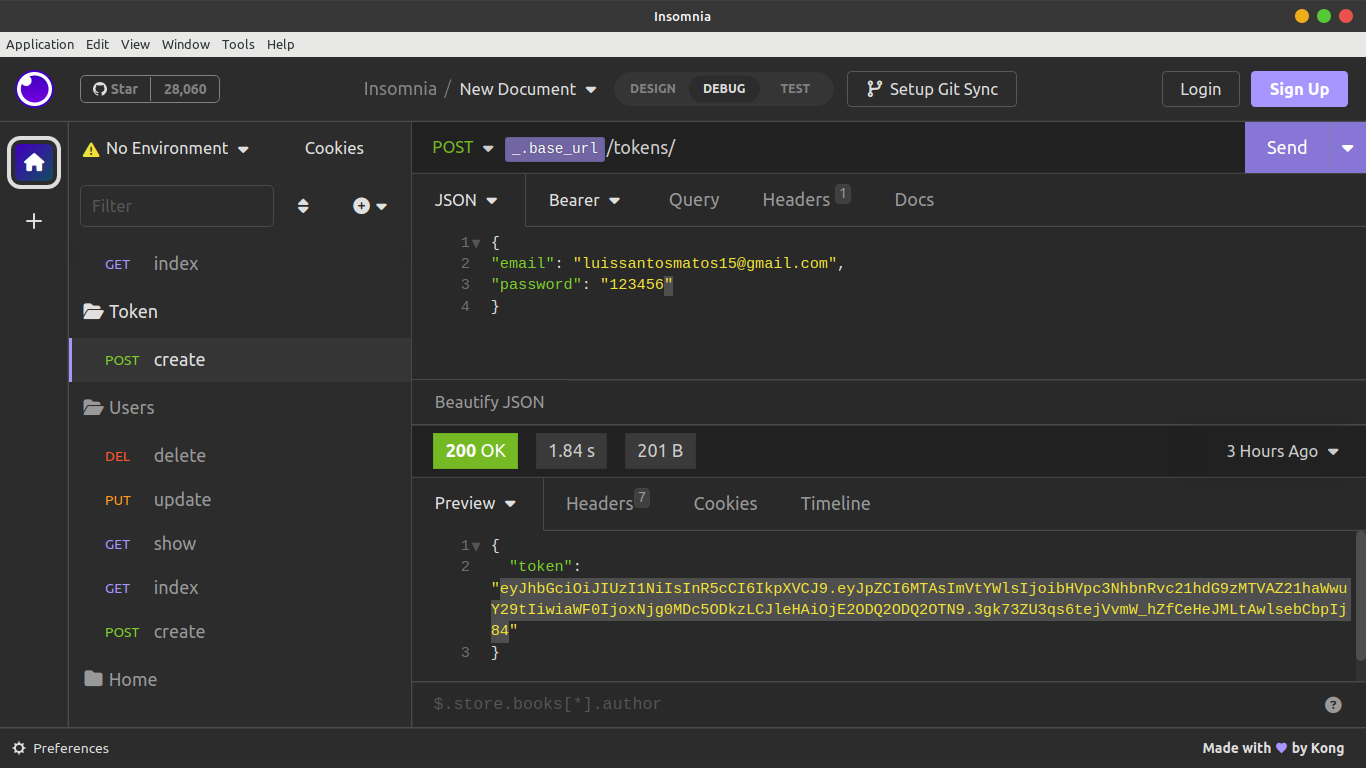 Insomnia
Application Edit View Window Tools Help
Star 28,060
Insomnia / New Document
DESIGN DEBUG TEST
Setup Git Sync
Login
Sign Up
No Environment
Cookies
Filter
GET index
Token
POST create
Users
DEL delete
PUT update
GET show
GET index
POST create
Home
POST _.base_url/tokens/
Send
JSON Bearer Query Headers 1 Docs
1 {
2 "email": "luissantosmatos15@gmail.com",
3 "password": "123456"
4 }
Beautify JSON
200 OK 1.84 s 201 B 3 Hours Ago
Preview Headers 7 Cookies Timeline
1 {
2 "token":
"eyJhbGciOiJIUzI1NiIsInR5cCI6IkpXVCJ9.eyJpZCI6MTAsImVtYWlsIjoibHVpc3NhbnRvc21hdG9zMTVAZ21haWwu
Y29tIiwiaWF0IjoxNjg0MDc5ODkzLCJleHAiOjE2ODQ2ODQ2OTN9.3gk73ZU3qs6tejVvmW_hZfCeHeJMLtAwlsebCbpIj
84"
3 }
$.store.books[*].author
?
Preferences
Made with by Kong